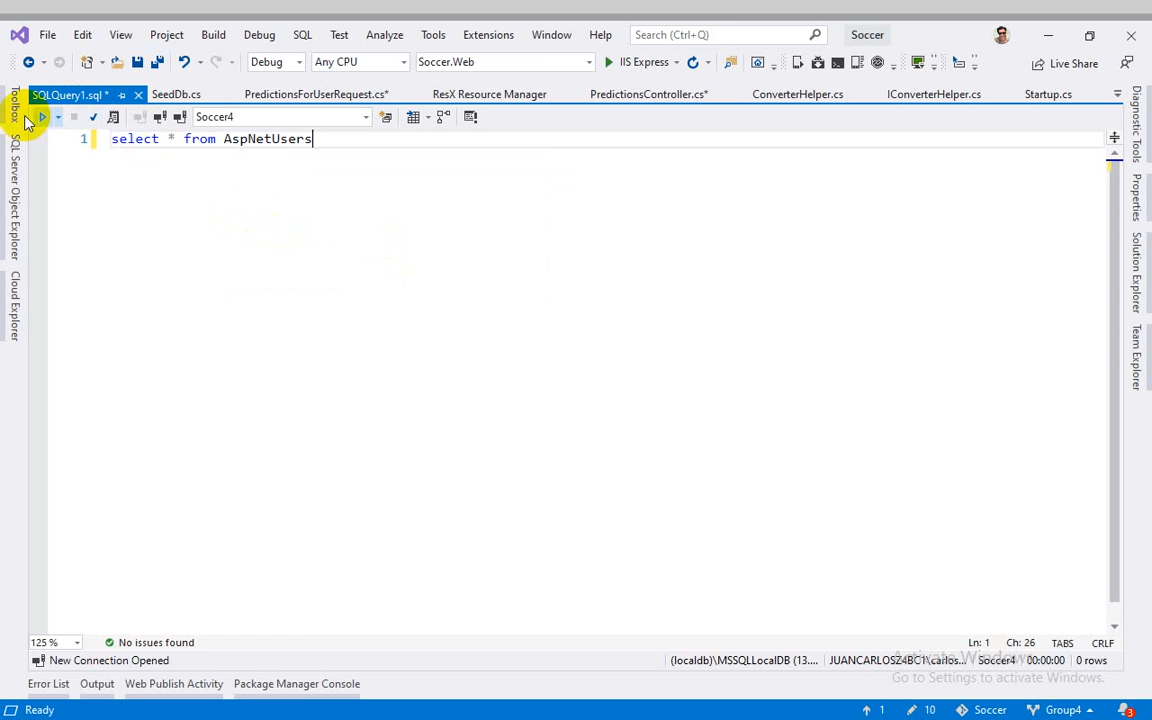 File Edit View Project Build Debug SQL Test Analyze Tools Extensions Window Help Search (Ctrl+Q) Soccer
Debug Any CPU Soccer.Web IIS Express Live Share
SQLQuery1.sql * SeedDb.cs PredictionsForUserRequest.cs* ResX Resource Manager PredictionsController.cs* ConverterHelper.cs IConverterHelper.cs Startup.cs
Soccer4
1 select * from AspNetUsers
Toolbox
SQL Server Object Explorer
Cloud Explorer
Diagnostic Tools
Properties
Solution Explorer
Team Explorer
125 % No issues found Ln: 1 Ch: 26 TABS CRLF
New Connection Opened (localdb)\MSSQLLocalDB (13.... JUANCARLOSZ4BC1\carlos... Soccer4 00:00:00 0 rows
Activate Windows
Go to Settings to activate Windows.
Error List Output Web Publish Activity Package Manager Console
Ready 1 10 Soccer Group4 3